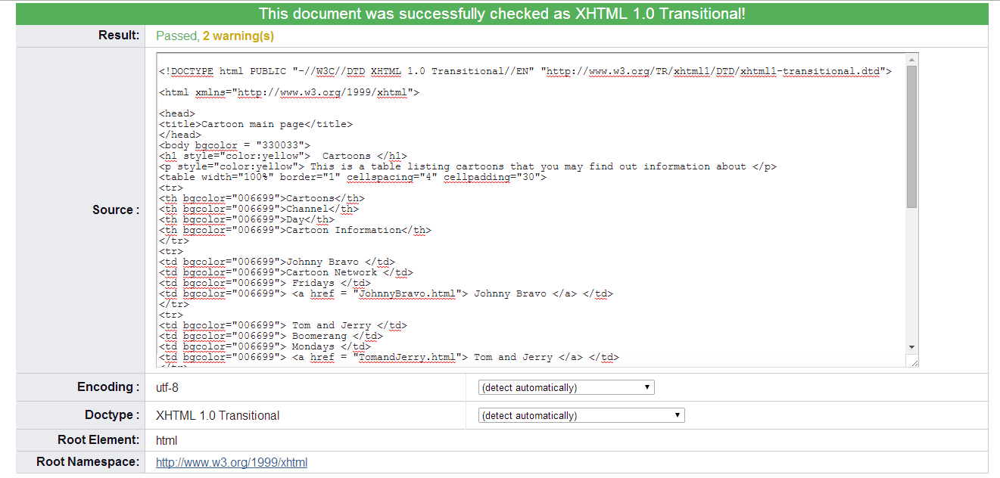 This document was successfully checked as XHTML 1.0 Transitional!
Result: Passed, 2 warning(s)
Source :
<!DOCTYPE html PUBLIC "-//W3C//DTD XHTML 1.0 Transitional//EN" "http://www.w3.org/TR/xhtml1/DTD/xhtml1-transitional.dtd">
<html xmlns="http://www.w3.org/1999/xhtml">
<head>
<title>Cartoon main page</title>
</head>
<body bgcolor = "330033">
<h1 style="color:yellow">  Cartoons </h1>
<p style="color:yellow"> This is a table listing cartoons that you may find out information about </p>
<table width="100%" border="1" cellspacing="4" cellpadding="30">
<tr>
<th bgcolor="006699">Cartoons</th>
<th bgcolor="006699">Channel</th>
<th bgcolor="006699">Day</th>
<th bgcolor="006699">Cartoon Information</th>
</tr>
<tr>
<td bgcolor="006699">Johnny Bravo </td>
<td bgcolor="006699">Cartoon Network </td>
<td bgcolor="006699"> Fridays </td>
<td bgcolor="006699"> <a href = "JohnnyBravo.html"> Johnny Bravo </a> </td>
</tr>
<tr>
<td bgcolor="006699"> Tom and Jerry </td>
<td bgcolor="006699"> Boomerang </td>
<td bgcolor="006699"> Mondays </td>
<td bgcolor="006699"> <a href = "TomandJerry.html"> Tom and Jerry </a> </td>
</tr>
Encoding : utf-8 (detect automatically)
Doctype : XHTML 1.0 Transitional (detect automatically)
Root Element: html
Root Namespace: http://www.w3.org/1999/xhtml